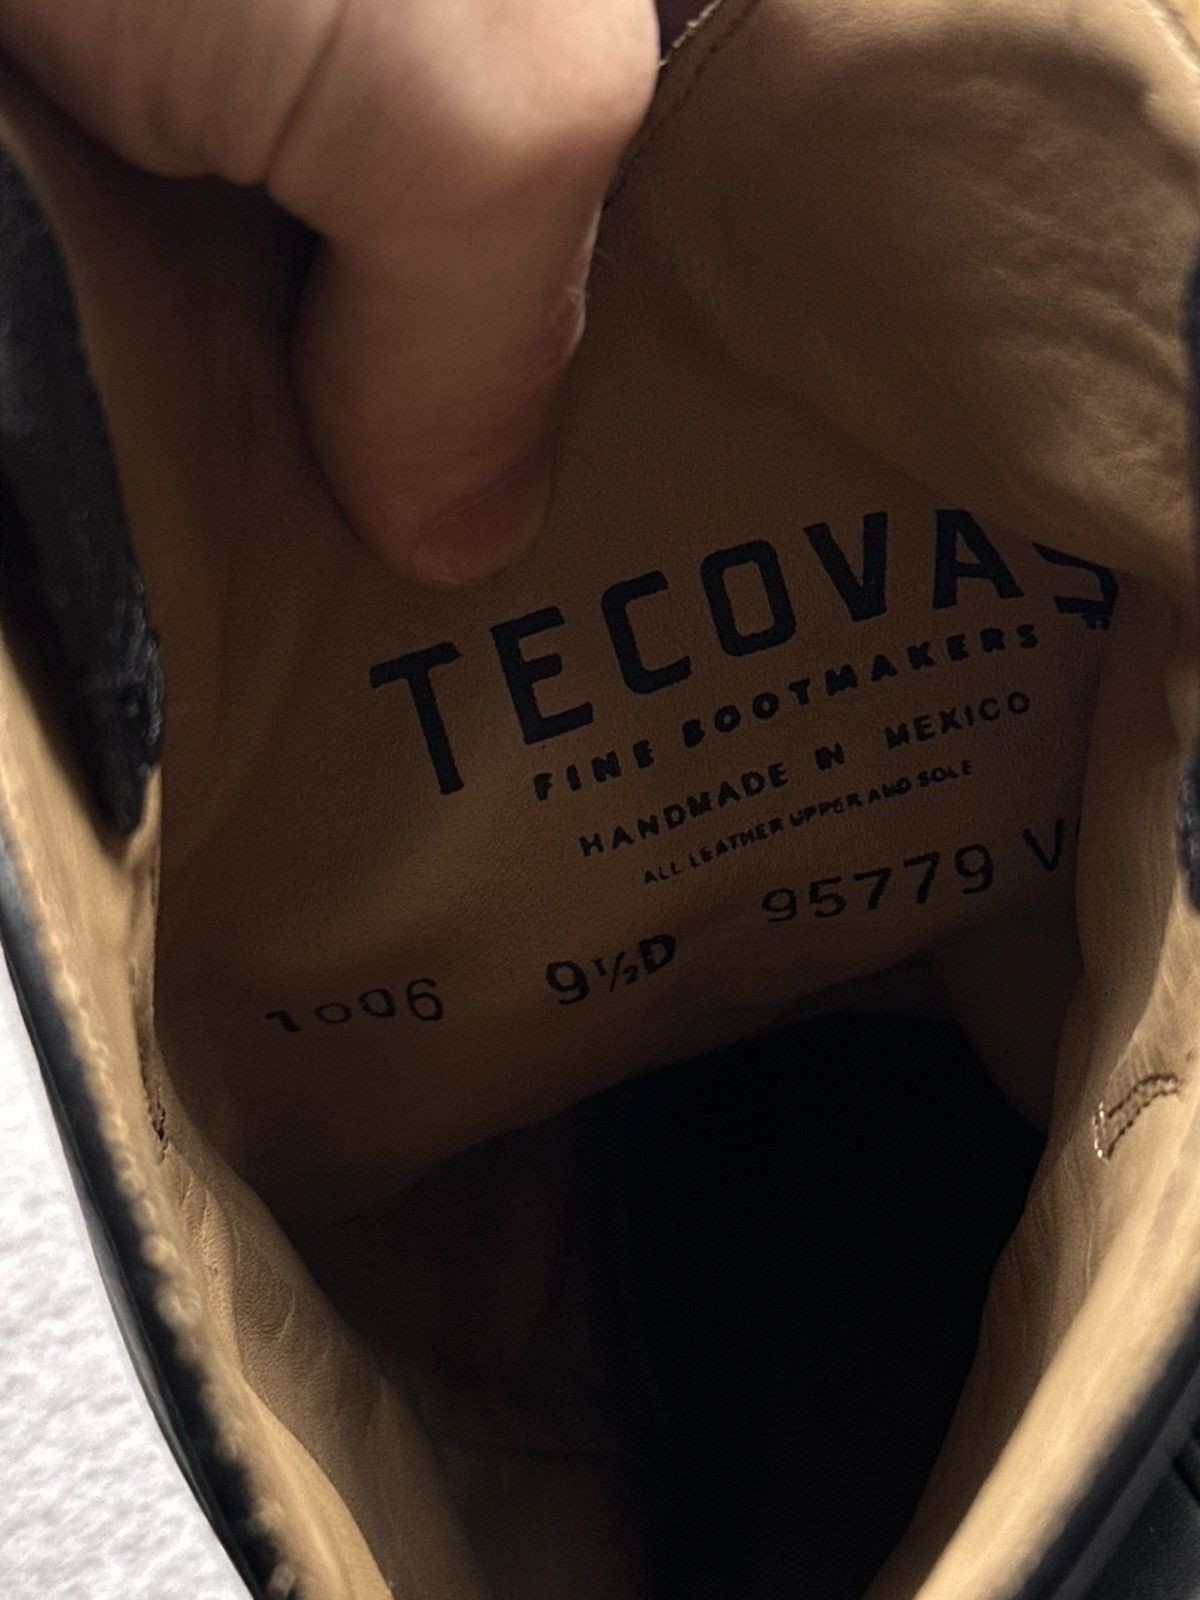 TECOVAS
FINE BOOTMAKERS
HANDMADE IN MEXICO
ALL LEATHER UPPER AND SOLE
1006 9½D 95779